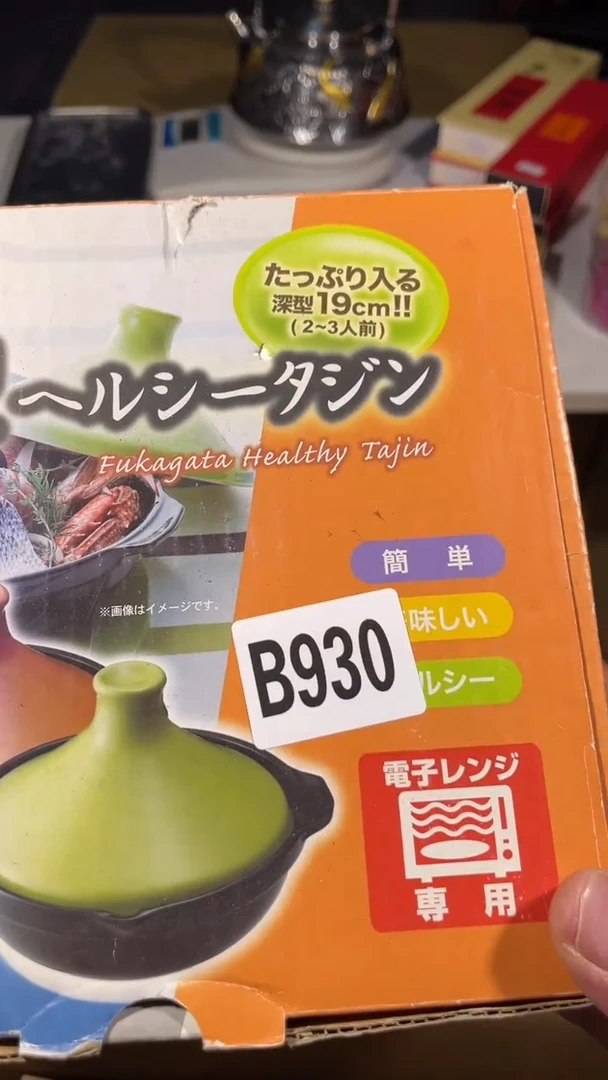 たっぷり入る
深型19cm!!
(2~3人前)
ヘルシータジン
Fukagata Healthy Tajin
簡 単
※画像はイメージです。
味しい
B930
ルシー
電子レンジ
専 用